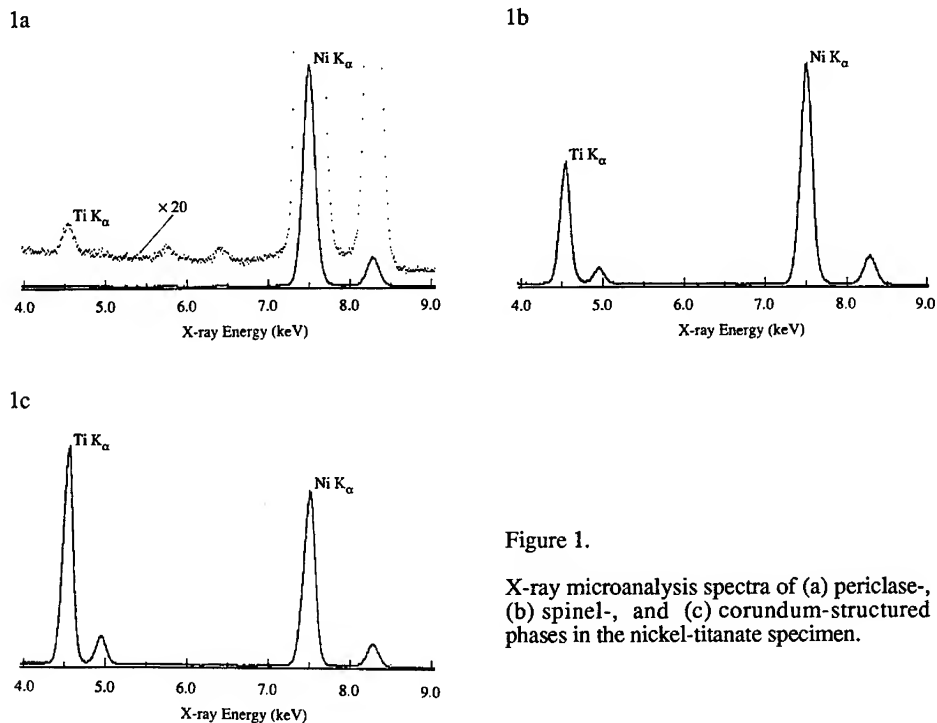 1a
Ni Kα
Ti Kα
×20
4.0 5.0 6.0 7.0 8.0 9.0
X-ray Energy (keV)
1b
Ni Kα
Ti Kα
4.0 5.0 6.0 7.0 8.0 9.0
X-ray Energy (keV)
1c
Ti Kα
Ni Kα
4.0 5.0 6.0 7.0 8.0 9.0
X-ray Energy (keV)
Figure 1.
X-ray microanalysis spectra of (a) periclase-,
(b) spinel-, and (c) corundum-structured
phases in the nickel-titanate specimen.